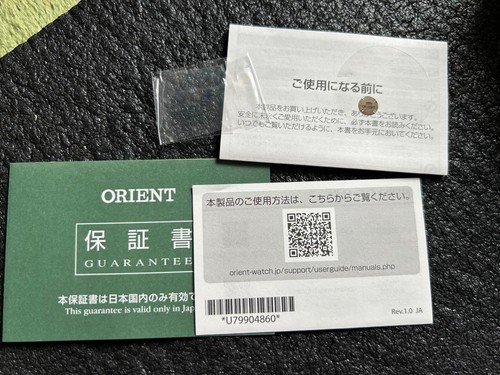 ご使用になる前に
本製品をお買い上げいただき、ありがとうございます。
安全に末永くご愛用いただくために、必ず本書をお読みください。
いつでもご覧いただけるように、本書をお手元においてください。
ORIENT
保証書
GUARANTEE
本保証書は日本国内のみ有効で
This guarantee is valid only in Jap
本製品のご使用方法は、こちらからご覧ください。
orient-watch.jp/support/userguide/manuals.php
*U79904860*
Rev.1.0 JA